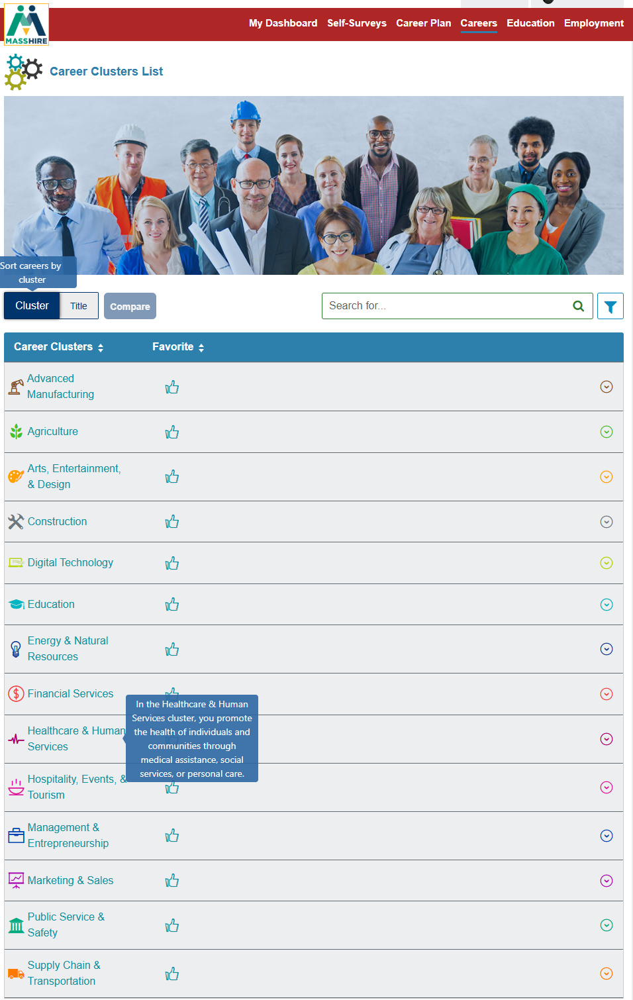 MASSHIRE
My Dashboard Self-Surveys Career Plan Careers Education Employment
Career Clusters List
Sort careers by
cluster
Cluster Title Compare Search for...
Career Clusters Favorite
Advanced
Manufacturing
Agriculture
Arts, Entertainment,
& Design
Construction
Digital Technology
Education
Energy & Natural
Resources
Financial Services
Healthcare & Human
Services
In the Healthcare & Human
Services cluster, you promote
the health of individuals and
communities through
medical assistance, social
services, or personal care.
Hospitality, Events, &
Tourism
Management &
Entrepreneurship
Marketing & Sales
Public Service &
Safety
Supply Chain &
Transportation